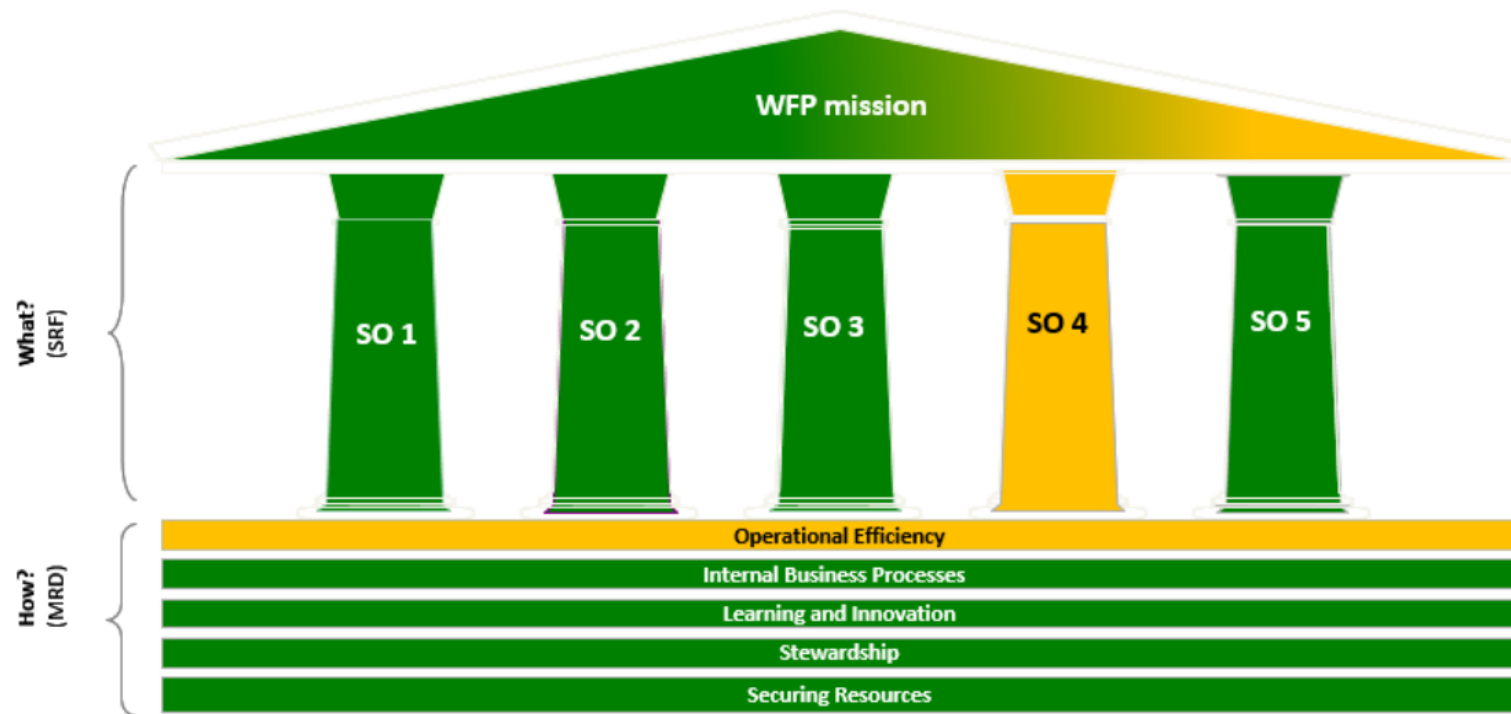 WFP mission
What?
(SRF)
SO 1
SO 2
SO 3
SO 4
SO 5
How?
(MRD)
Operational Efficiency
Internal Business Processes
Learning and Innovation
Stewardship
Securing Resources